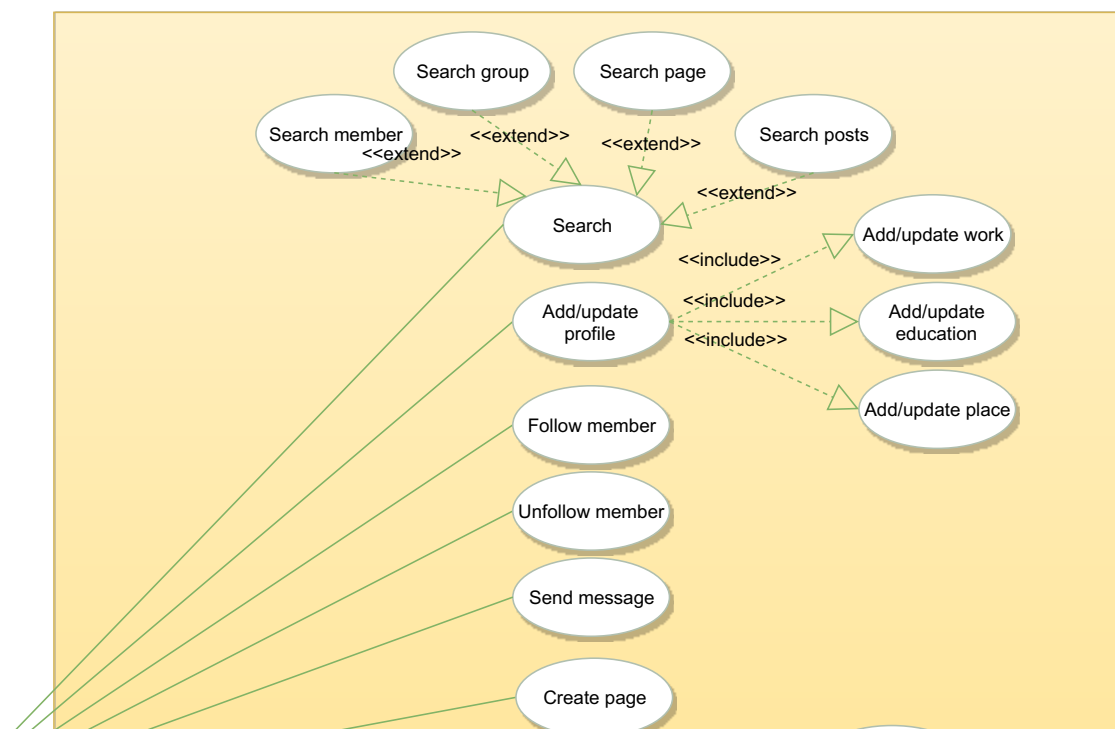 Search group
Search page
Search member
Search posts
<<extend>>
<<extend>>
<<extend>>
<<extend>>
Search
Add/update work
<<include>>
Add/update
profile
<<include>>
Add/update
education
<<include>>
Add/update place
Follow member
Unfollow member
Send message
Create page